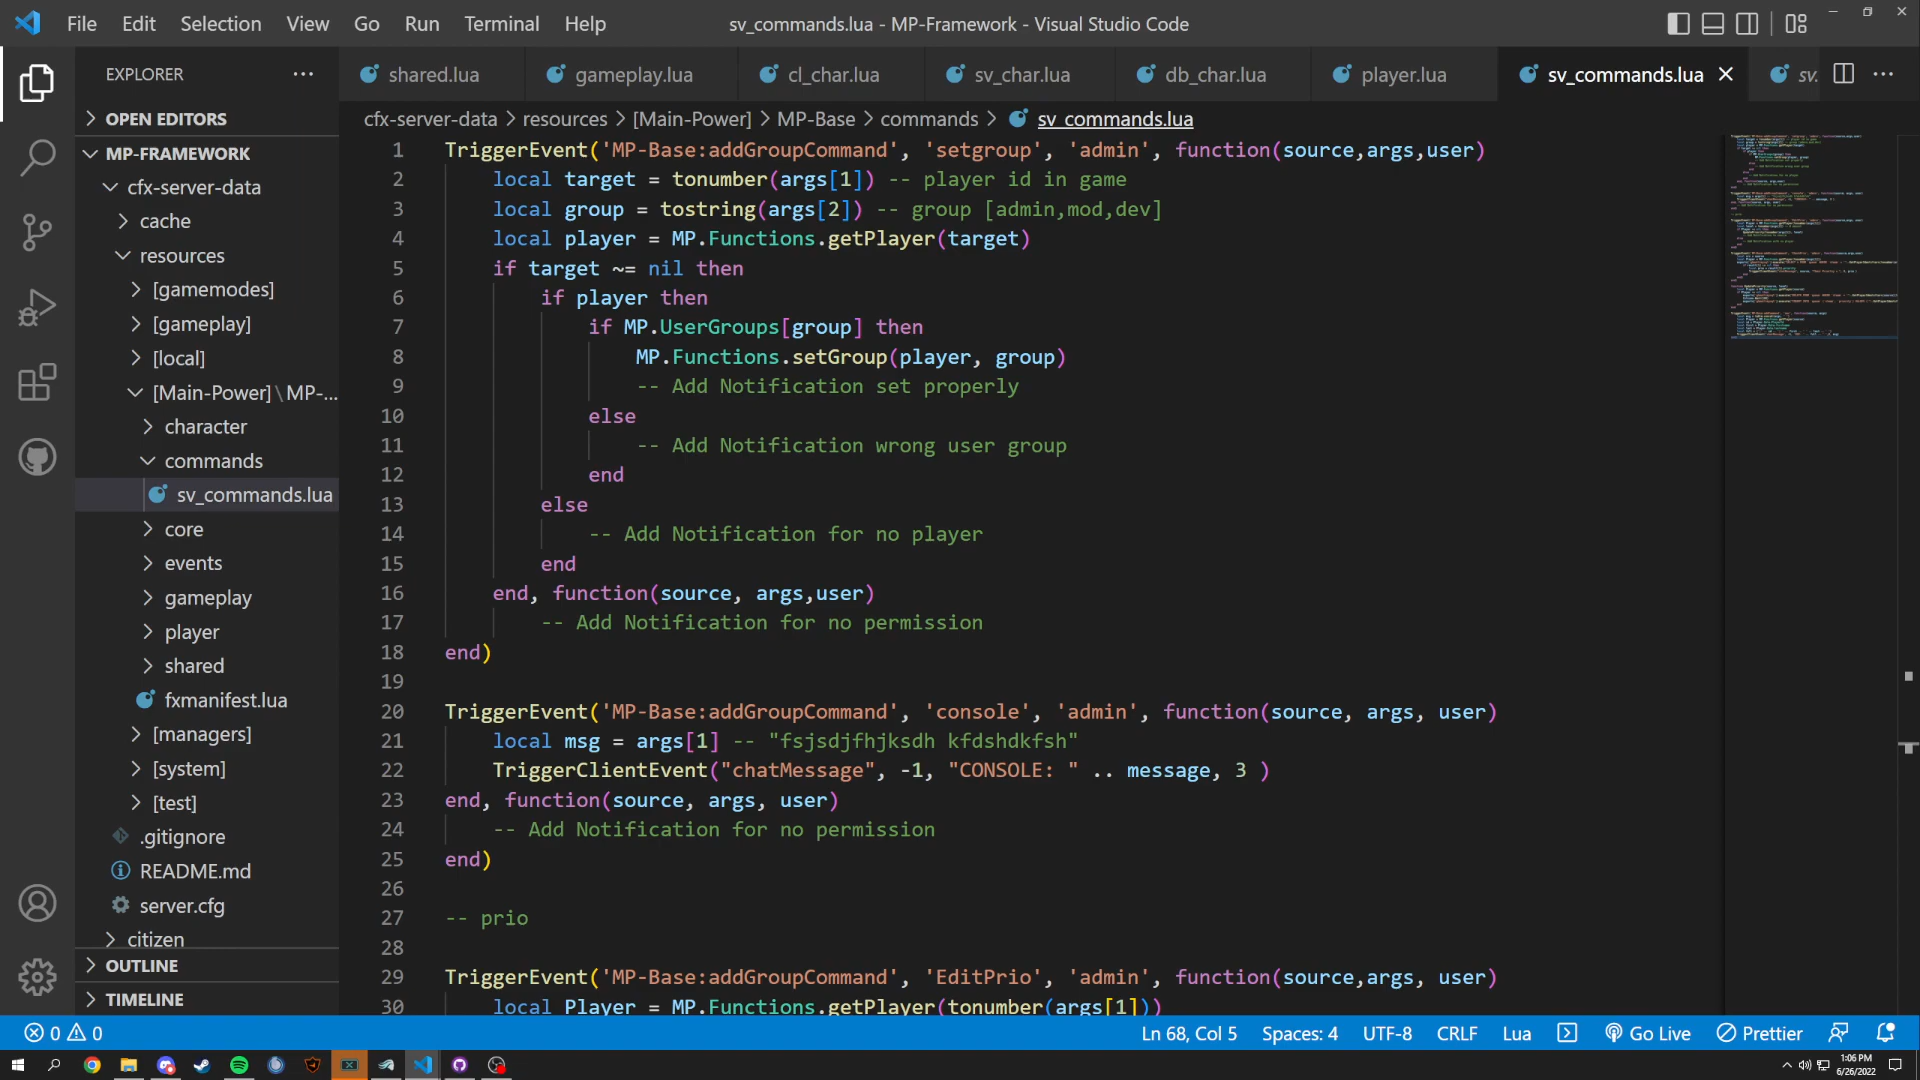 File Edit Selection View Go Run Terminal Help
sv_commands.lua - MP-Framework - Visual Studio Code
EXPLORER
OPEN EDITORS
MP-FRAMEWORK
cfx-server-data
cache
resources
[gamemodes]
[gameplay]
[local]
[Main-Power]\MP-...
character
commands
sv_commands.lua
core
events
gameplay
player
shared
fxmanifest.lua
[managers]
[system]
[test]
.gitignore
README.md
server.cfg
citizen
OUTLINE
TIMELINE
shared.lua gameplay.lua cl_char.lua sv_char.lua db_char.lua player.lua sv_commands.lua sv.
cfx-server-data > resources > [Main-Power] > MP-Base > commands > sv_commands.lua
1 TriggerEvent('MP-Base:addGroupCommand', 'setgroup', 'admin', function(source,args,user)
2 local target = tonumber(args[1]) -- player id in game
3 local group = tostring(args[2]) -- group [admin,mod,dev]
4 local player = MP.Functions.getPlayer(target)
5 if target ~= nil then
6 if player then
7 if MP.UserGroups[group] then
8 MP.Functions.setGroup(player, group)
9 -- Add Notification set properly
10 else
11 -- Add Notification wrong user group
12 end
13 else
14 -- Add Notification for no player
15 end
16 end, function(source, args,user)
17 -- Add Notification for no permission
18 end)
19
20 TriggerEvent('MP-Base:addGroupCommand', 'console', 'admin', function(source, args, user)
21 local msg = args[1] -- "fsjsdjfhjksdh kfdshdkfsh"
22 TriggerClientEvent("chatMessage", -1, "CONSOLE: " .. message, 3 )
23 end, function(source, args, user)
24 -- Add Notification for no permission
25 end)
26
27 -- prio
28
29 TriggerEvent('MP-Base:addGroupCommand', 'EditPrio', 'admin', function(source,args, user)
30 local Player = MP.Functions.getPlayer(tonumber(args[1]))
0 0 Ln 68, Col 5 Spaces: 4 UTF-8 CRLF Lua Go Live Prettier
1:06 PM
6/26/2022